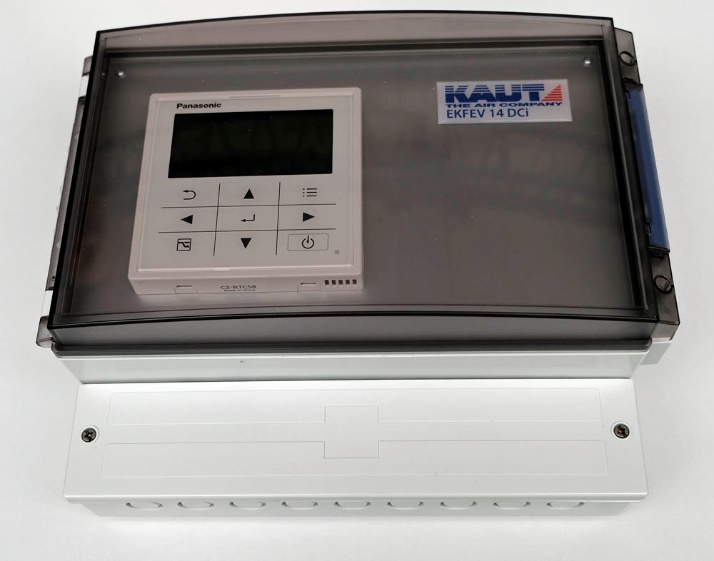 Panasonic
KAUT
THE AIR COMPANY
EKFEV 14 DCi
CZ-RTC5B